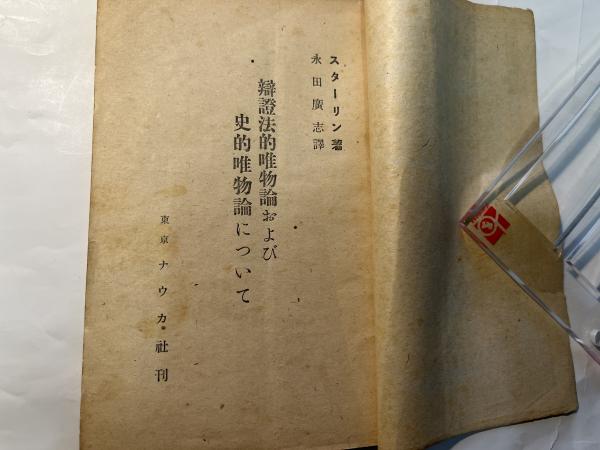 スターリン著
永田廣志譯
辯證法的唯物論および
史的唯物論について
東京ナウカ社刊